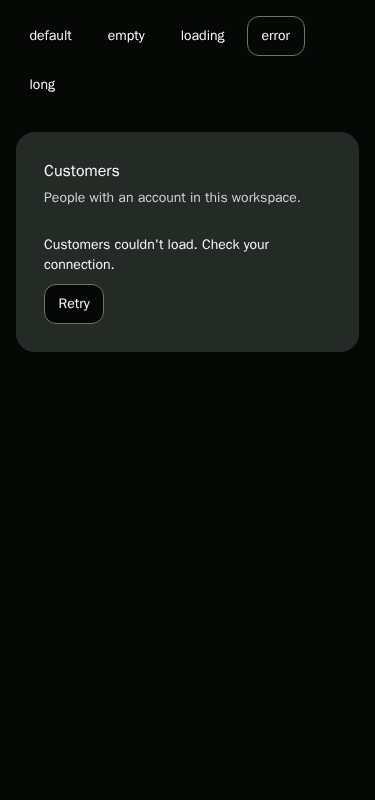 default empty loading error
long
Customers
People with an account in this workspace.
Customers couldn't load. Check your
connection.
Retry